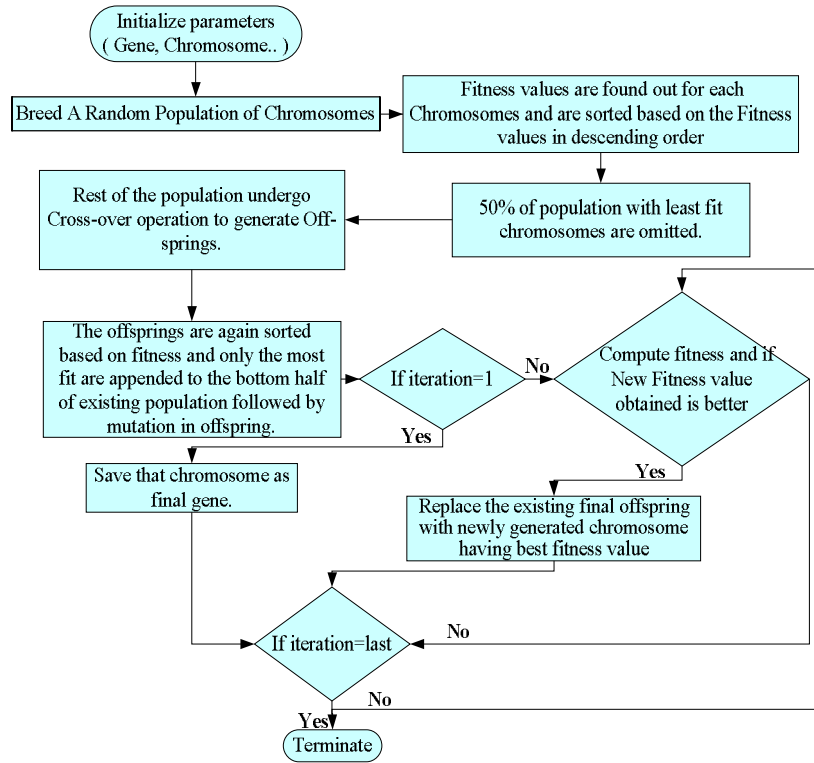 Initialize parameters
( Gene, Chromosome.. )
Breed A Random Population of Chromosomes
Fitness values are found out for each
Chromosomes and are sorted based on the Fitness
values in descending order
50% of population with least fit
chromosomes are omitted.
Rest of the population undergo
Cross-over operation to generate Off-
springs.
The offsprings are again sorted
based on fitness and only the most
fit are appended to the bottom half
of existing population followed by
mutation in offspring.
If iteration=1
No
Compute fitness and if
New Fitness value
obtained is better
Yes
Save that chromosome as
final gene.
Yes
Replace the existing final offspring
with newly generated chromosome
having best fitness value
If iteration=last
No
No
Yes
Terminate